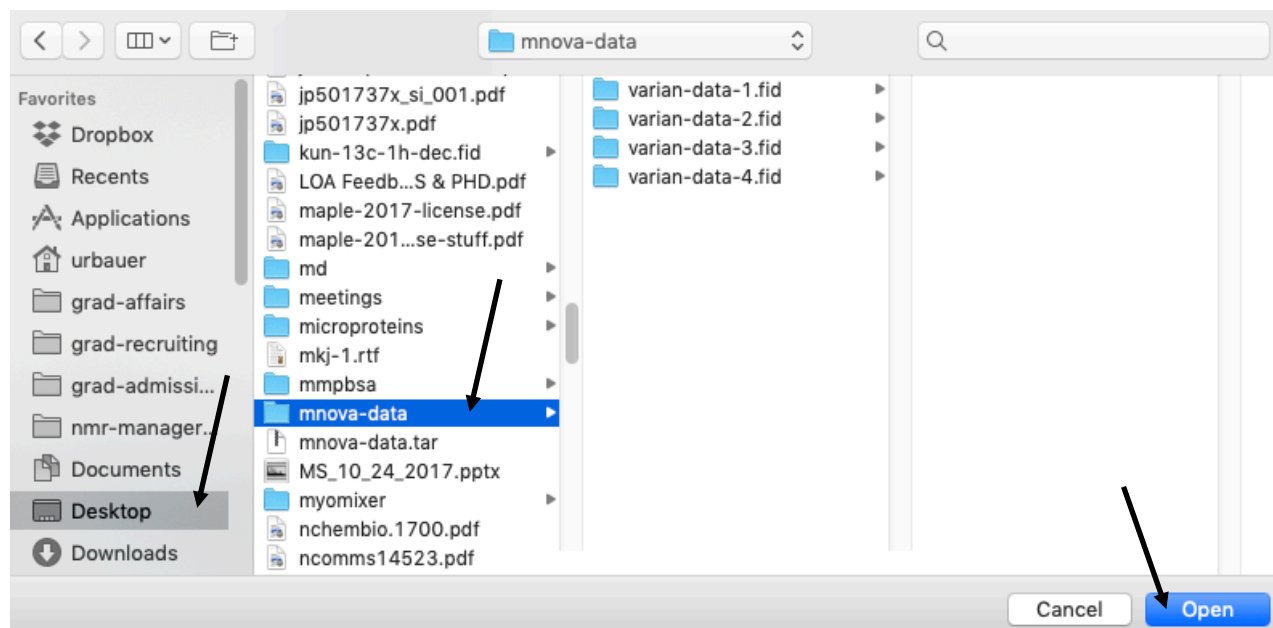 mnova-data
Favorites
Dropbox
Recents
Applications
urbauer
grad-affairs
grad-recruiting
grad-admissi...
nmr-manager..
Documents
Desktop
Downloads
jp501737x_si_001.pdf
jp501737x.pdf
kun-13c-1h-dec.fid
LOA Feedb...S & PHD.pdf
maple-2017-license.pdf
maple-201...se-stuff.pdf
md
meetings
microproteins
mkj-1.rtf
mmpbsa
mnova-data
mnova-data.tar
MS_10_24_2017.pptx
myomixer
nchembio.1700.pdf
ncomms14523.pdf
varian-data-1.fid
varian-data-2.fid
varian-data-3.fid
varian-data-4.fid
Cancel
Open